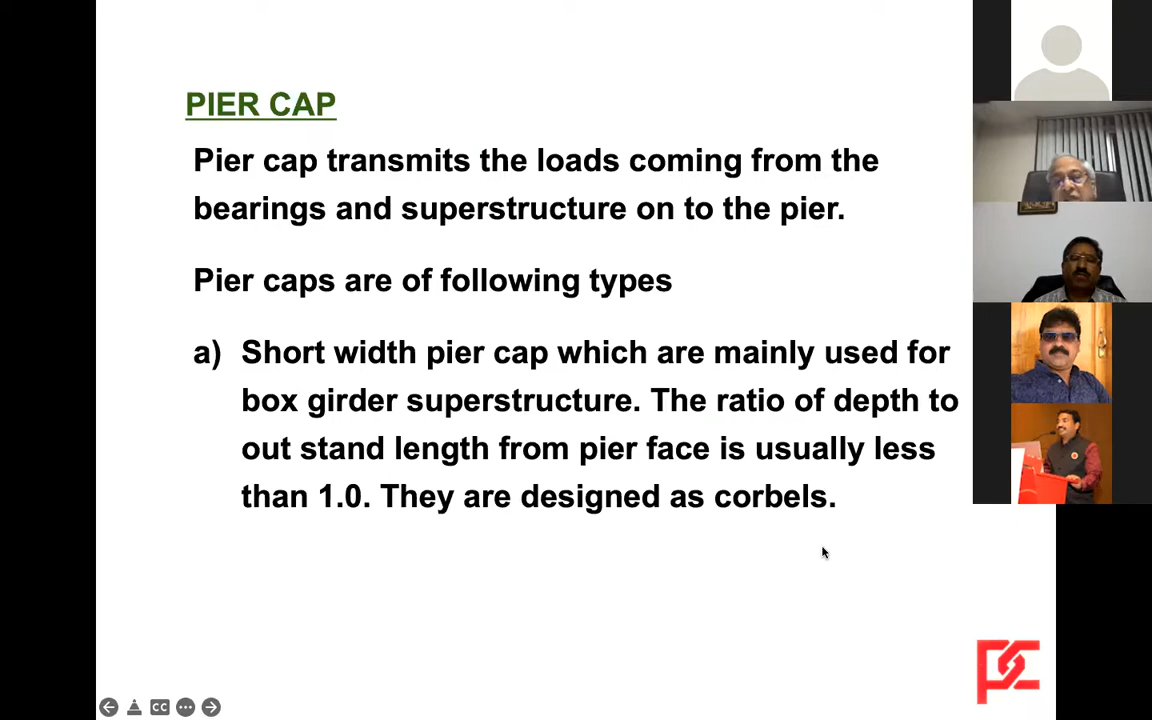 PIER CAP
Pier cap transmits the loads coming from the
bearings and superstructure on to the pier.
Pier caps are of following types
a) Short width pier cap which are mainly used for
box girder superstructure. The ratio of depth to
out stand length from pier face is usually less
than 1.0. They are designed as corbels.
CC